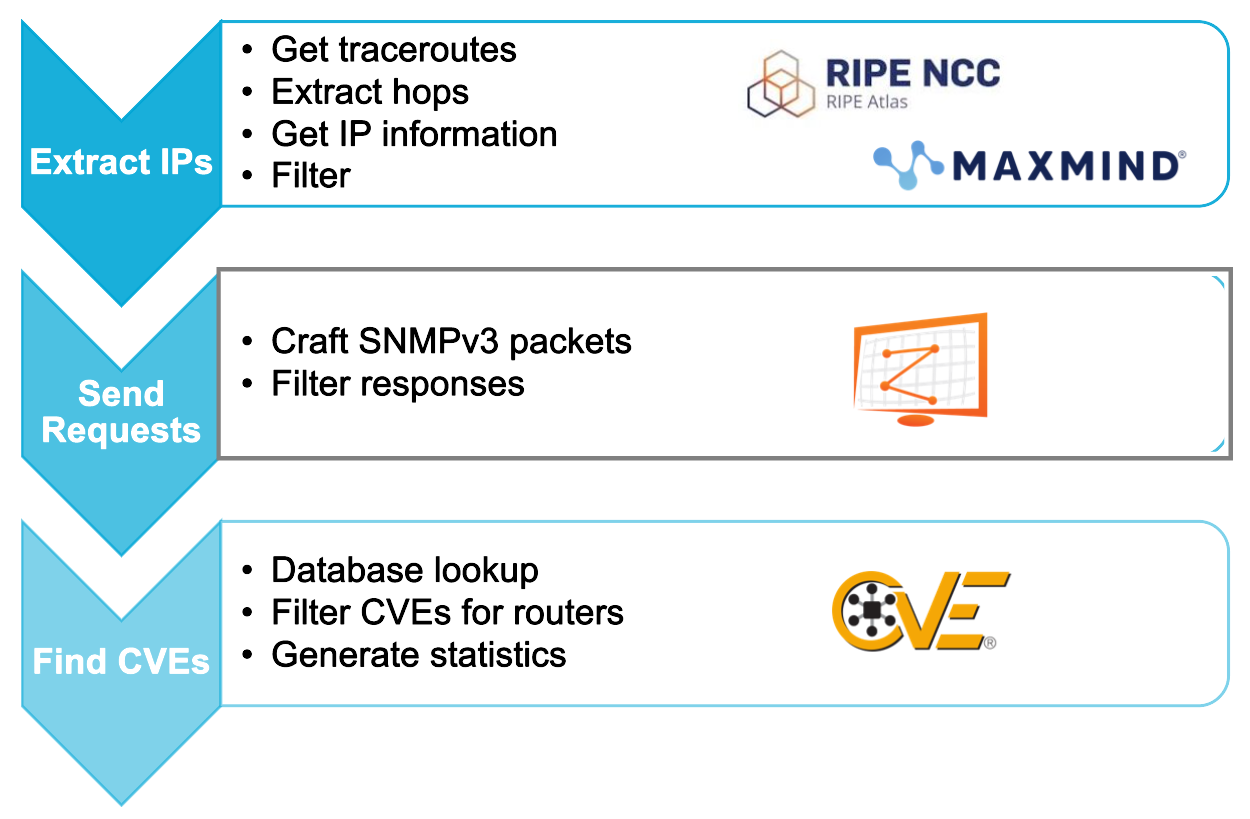 Extract IPs
• Get traceroutes
• Extract hops
• Get IP information
• Filter
RIPE NCC
RIPE Atlas
MAXMIND®
Send
Requests
• Craft SNMPv3 packets
• Filter responses
Find CVEs
• Database lookup
• Filter CVEs for routers
• Generate statistics
CVE®